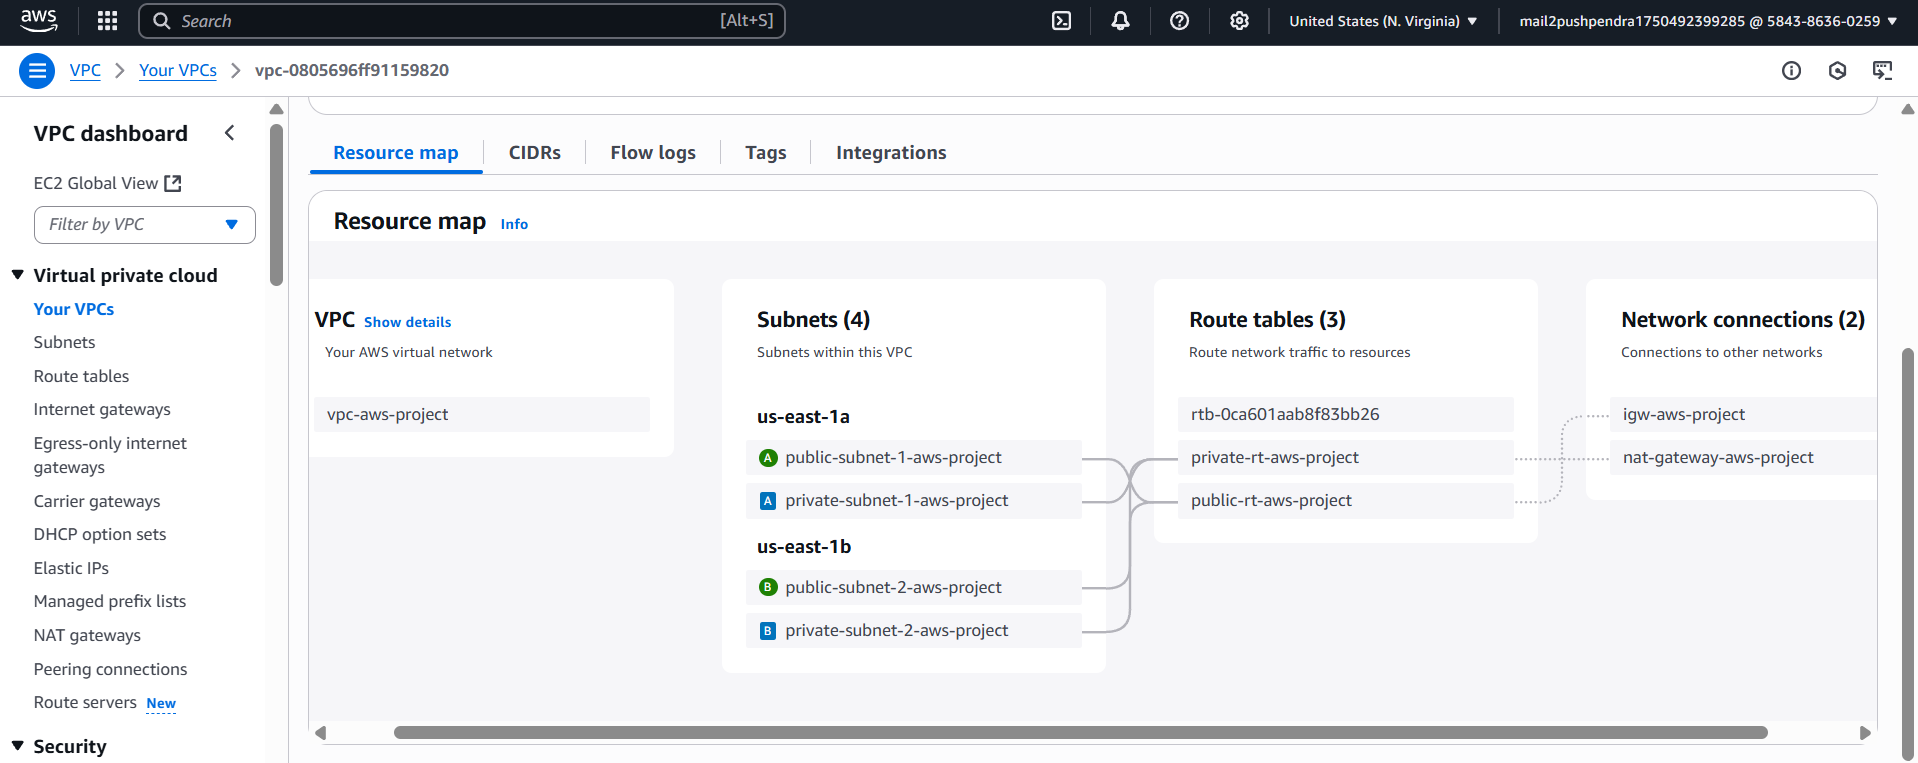 aws
Search
[Alt+S]
United States (N. Virginia)
mail2pushpendra1750492399285 @ 5843-8636-0259
VPC
Your VPCs
vpc-0805696ff91159820
VPC dashboard
EC2 Global View
Filter by VPC
Virtual private cloud
Your VPCs
Subnets
Route tables
Internet gateways
Egress-only internet
gateways
Carrier gateways
DHCP option sets
Elastic IPs
Managed prefix lists
NAT gateways
Peering connections
Route servers New
Security
Resource map
CIDRs
Flow logs
Tags
Integrations
Resource map Info
VPC Show details
Your AWS virtual network
vpc-aws-project
Subnets (4)
Subnets within this VPC
us-east-1a
A public-subnet-1-aws-project
A private-subnet-1-aws-project
us-east-1b
B public-subnet-2-aws-project
B private-subnet-2-aws-project
Route tables (3)
Route network traffic to resources
rtb-0ca601aab8f83bb26
private-rt-aws-project
public-rt-aws-project
Network connections (2)
Connections to other networks
igw-aws-project
nat-gateway-aws-project